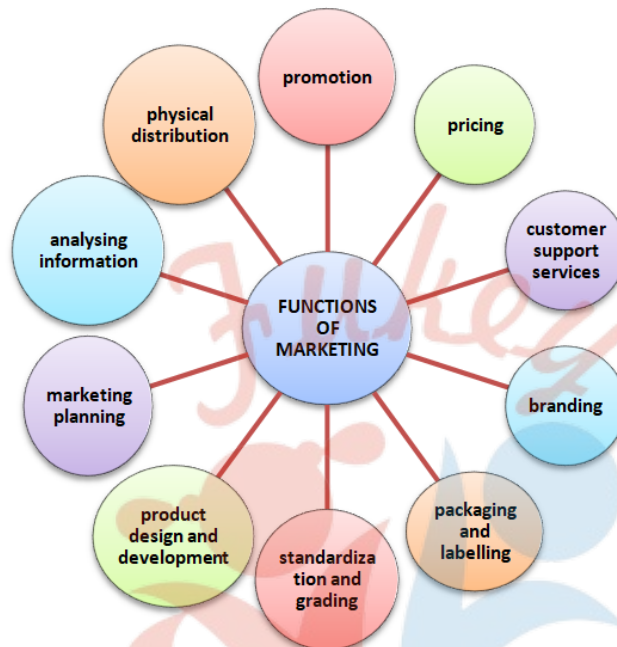 promotion
pricing
customer
support
services
branding
packaging
and
labelling
standardiza
tion and
grading
product
design and
development
marketing
planning
analysing
information
physical
distribution
FUNCTIONS
OF
MARKETING
Jukey